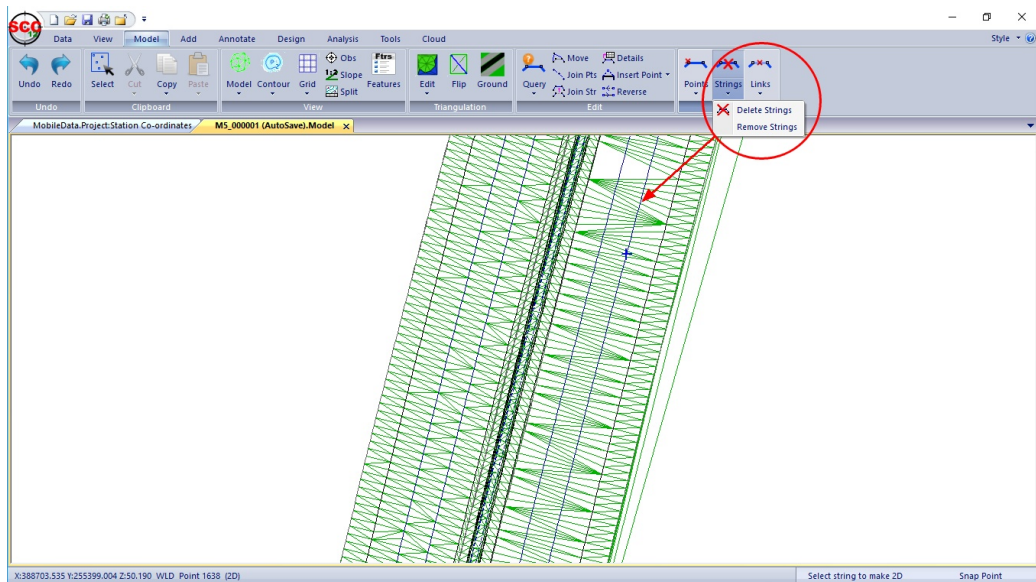 SCC
Style
Data View Model Add Annotate Design Analysis Tools Cloud
Undo Redo Select Cut Copy Paste Model Contour Grid Obs Slope Split Ftrs Features Edit Flip Ground Query Move Join Pts Join Str Details Insert Point Reverse Points Strings Links
Undo Clipboard View Triangulation Edit
Delete Strings
Remove Strings
MobileData.Project:Station Co-ordinates M5_000001 (AutoSave).Model x
X:388703.535 Y:255399.004 Z:50.190 WLD Point 1638 (2D) Select string to make 2D Snap Point